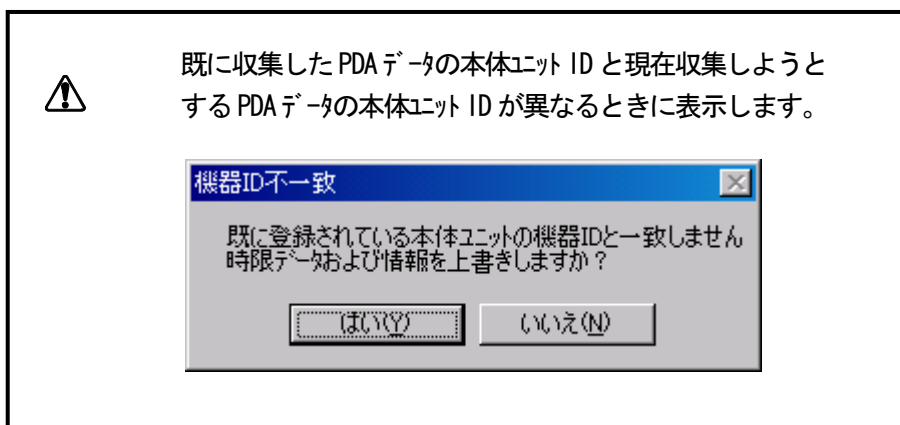 既に収集したPDAﾃﾞｰﾀの本体ﾕﾆｯﾄIDと現在収集しようと
するPDAﾃﾞｰﾀの本体ﾕﾆｯﾄIDが異なるときに表示します。
機器ID不一致
既に登録されている本体ﾕﾆｯﾄの機器IDと一致しません
時限ﾃﾞｰﾀおよび情報を上書きしますか？
はい(Y)
いいえ(N)